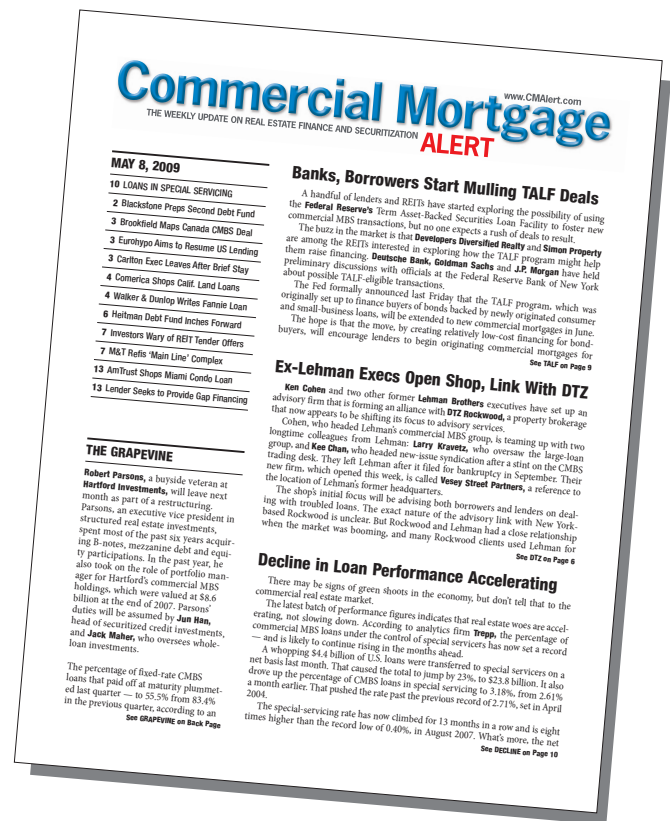 www.CMAlert.com
Commercial Mortgage
THE WEEKLY UPDATE ON REAL ESTATE FINANCE AND SECURITIZATION
ALERT
MAY 8, 2009
10 LOANS IN SPECIAL SERVICING
2 Blackstone Preps Second Debt Fund
3 Brookfield Maps Canada CMBS Deal
3 Eurohypo Aims to Resume US Lending
3 Carlton Exec Leaves After Brief Stay
4 Comerica Shops Calif. Land Loans
4 Walker & Dunlop Writes Fannie Loan
6 Heitman Debt Fund Inches Forward
7 Investors Wary of REIT Tender Offers
7 M&T Refis ‘Main Line’ Complex
13 AmTrust Shops Miami Condo Loan
13 Lender Seeks to Provide Gap Financing
THE GRAPEVINE
Robert Parsons, a buyside veteran at
Hartford Investments, will leave next
month as part of a restructuring.
Parsons, an executive vice president in
structured real estate investments,
spent most of the past six years acquir-
ing B-notes, mezzanine debt and equi-
ty participations. In the past year, he
also took on the role of portfolio man-
ager for Hartford’s commercial MBS
holdings, which were valued at $8.6
billion at the end of 2007. Parsons’
duties will be assumed by Jun Han,
head of securitized credit investments,
and Jack Maher, who oversees whole-
loan investments.
The percentage of fixed-rate CMBS
loans that paid off at maturity plummet-
ed last quarter — to 55.5% from 83.4%
in the previous quarter, according to an
See GRAPEVINE on Back Page
Banks, Borrowers Start Mulling TALF Deals
A handful of lenders and REITs have started exploring the possibility of using
the Federal Reserve’s Term Asset-Backed Securities Loan Facility to foster new
commercial MBS transactions, but no one expects a rush of deals to result.
The buzz in the market is that Developers Diversified Realty and Simon Property
are among the REITs interested in exploring how the TALF program might help
them raise financing. Deutsche Bank, Goldman Sachs and J.P. Morgan have held
preliminary discussions with officials at the Federal Reserve Bank of New York
about possible TALF-eligible transactions.
The Fed formally announced last Friday that the TALF program, which was
originally set up to finance buyers of bonds backed by newly originated consumer
and small-business loans, will be extended to new commercial mortgages in June.
The hope is that the move, by creating relatively low-cost financing for bond-
buyers, will encourage lenders to begin originating commercial mortgages for
See TALF on Page 9
Ex-Lehman Execs Open Shop, Link With DTZ
Ken Cohen and two other former Lehman Brothers executives have set up an
advisory firm that is forming an alliance with DTZ Rockwood, a property brokerage
that now appears to be shifting its focus to advisory services.
Cohen, who headed Lehman’s commercial MBS group, is teaming up with two
longtime colleagues from Lehman: Larry Kravetz, who oversaw the large-loan
group, and Kee Chan, who headed new-issue syndication after a stint on the CMBS
trading desk. They left Lehman after it filed for bankruptcy in September. Their
new firm, which opened this week, is called Vesey Street Partners, a reference to
the location of Lehman’s former headquarters.
The shop’s initial focus will be advising both borrowers and lenders on deal-
ing with troubled loans. The exact nature of the advisory link with New York-
based Rockwood is unclear. But Rockwood and Lehman had a close relationship
when the market was booming, and many Rockwood clients used Lehman for
See DTZ on Page 6
Decline in Loan Performance Accelerating
There may be signs of green shoots in the economy, but don’t tell that to the
commercial real estate market.
The latest batch of performance figures indicates that real estate woes are accel-
erating, not slowing down. According to analytics firm Trepp, the percentage of
commercial MBS loans under the control of special servicers has now set a record
— and is likely to continue rising in the months ahead.
A whopping $4.4 billion of U.S. loans were transferred to special servicers on a
net basis last month. That caused the total to jump by 23%, to $23.8 billion. It also
drove up the percentage of CMBS loans in special servicing to 3.18%, from 2.61%
a month earlier. That pushed the rate past the previous record of 2.71%, set in April
2004.
The special-servicing rate has now climbed for 13 months in a row and is eight
times higher than the record low of 0.40%, in August 2007. What’s more, the net
See DECLINE on Page 10